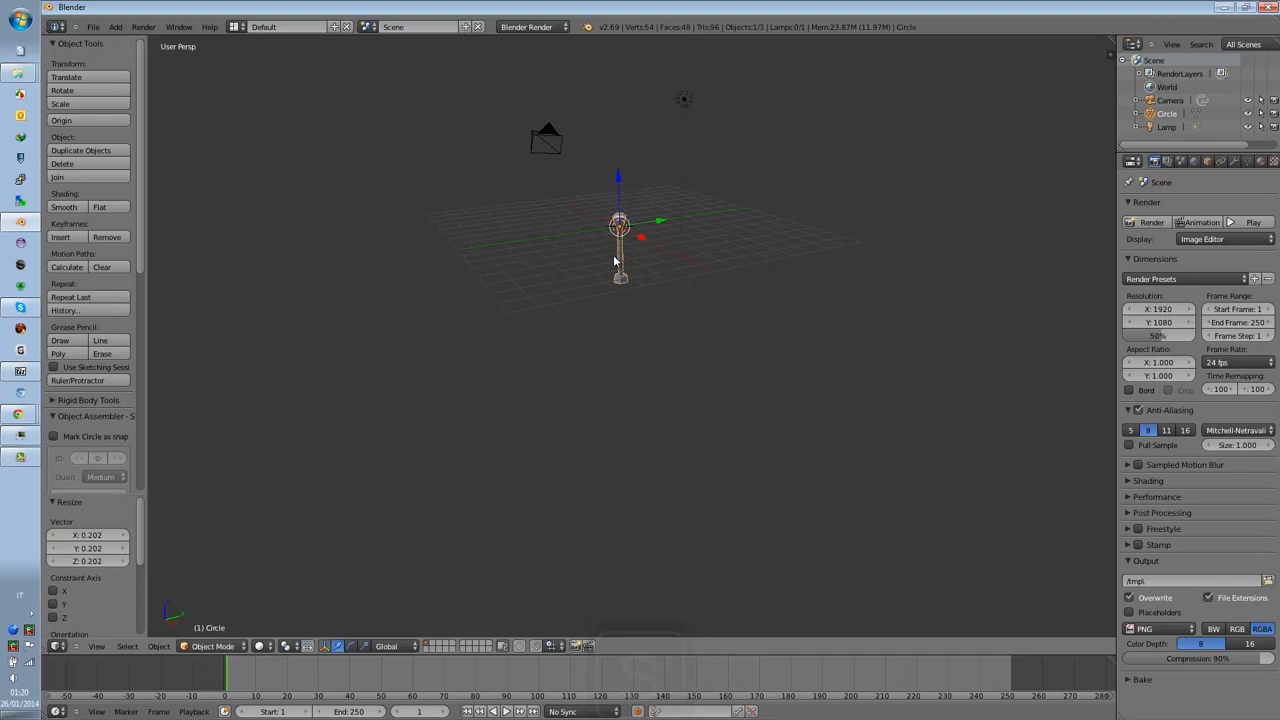 Blender
File Render Window Help Default Scene Blender Render v2.69 | Verts:54 | Faces:48 | Tris:96 | Objects:1/3 | Lamps:0/1 | Mem:23.87M (11.97M) | Circle
Object Tools
Transform:
Translate
Rotate
Scale
Origin
Object:
Duplicate Objects
Delete
Join
Shading:
Smooth Flat
Keyframes:
Insert Remove
Motion Paths:
Calculate Clear
Repeat:
Repeat Last
History...
Grease Pencil:
Draw Line
Poly Erase
Use Sketching Sessi
Ruler/Protractor
Rigid Body Tools
Object Assembler - S
Mark Circle as snap
ID: 0
Qualit: Medium
Resize
Vector
X: 0.202
Y: 0.202
Z: 0.202
Constraint Axis
X
Y
Z
Orientation
User Persp
(1) Circle
View Select Object Object Mode Global
-50 -40 -30 -20 -10 0 10 20 30 40 50 60 70 80 90 100 110 120 130 140 150 160 170 180 190 200 210 220 230 240 250 260 270 280
View Marker Frame Playback Start: 1 End: 250 1 No Sync
View Search All Scenes
Scene
RenderLayers
World
Camera
Circle
Lamp
Scene
Render
Render Animation Play
Display: Image Editor
Dimensions
Render Presets
Resolution: Frame Range:
X: 1920 Start Frame: 1
Y: 1080 End Frame: 250
50% Frame Step: 1
Aspect Ratio: Frame Rate:
X: 1.000 24 fps
Y: 1.000 Time Remapping:
Bord Crop : 100 : 100
Anti-Aliasing
5 8 11 16 Mitchell-Netravali
Full Sample Size: 1.000
Sampled Motion Blur
Shading
Performance
Post Processing
Freestyle
Stamp
Output
/tmp\
Overwrite File Extensions
Placeholders
PNG BW RGB RGBA
Color Depth: 8 16
Compression: 90%
Bake
IT
01:20
26/01/2014